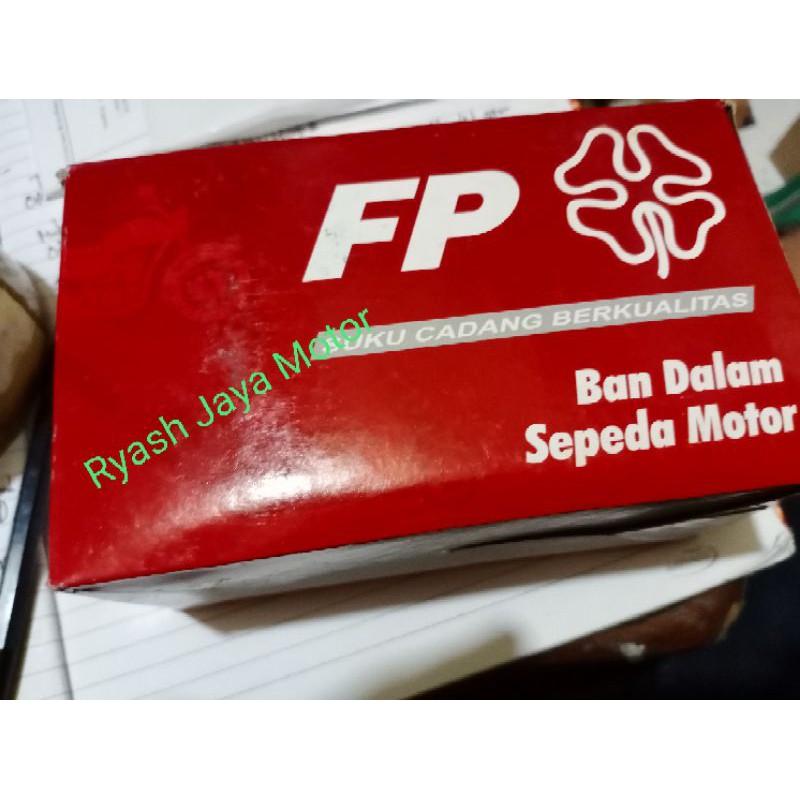 FP
SUKU CADANG BERKUALITAS
Ban Dalam
Sepeda Motor
Ryash Jaya Motor